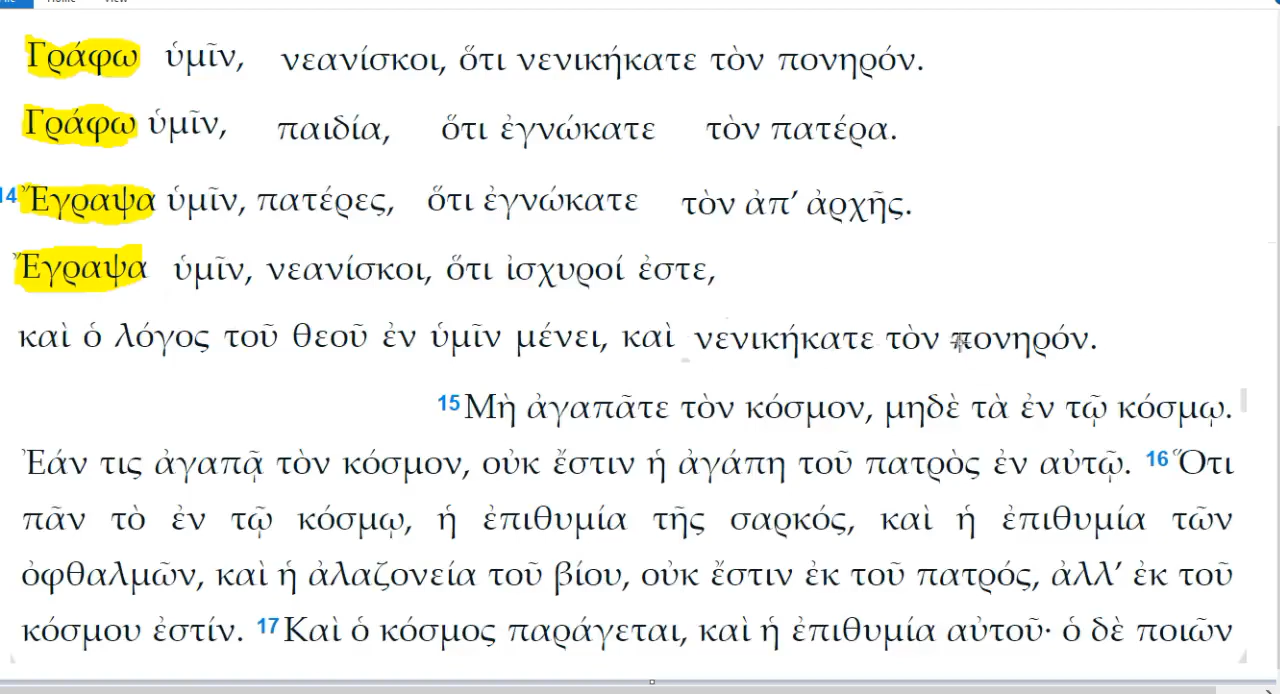 Γράφω ὑμῖν, νεανίσκοι, ὅτι νενικήκατε τὸν πονηρόν.
Γράφω ὑμῖν, παιδία, ὅτι ἐγνώκατε τὸν πατέρα.
14 Ἔγραψα ὑμῖν, πατέρες, ὅτι ἐγνώκατε τὸν ἀπ’ ἀρχῆς.
Ἔγραψα ὑμῖν, νεανίσκοι, ὅτι ἰσχυροί ἐστε,
καὶ ὁ λόγος τοῦ θεοῦ ἐν ὑμῖν μένει, καὶ νενικήκατε τὸν πονηρόν.
15 Μὴ ἀγαπᾶτε τὸν κόσμον, μηδὲ τὰ ἐν τῷ κόσμῳ.
Ἐάν τις ἀγαπᾷ τὸν κόσμον, οὐκ ἔστιν ἡ ἀγάπη τοῦ πατρὸς ἐν αὐτῷ. 16 Ὅτι
πᾶν τὸ ἐν τῷ κόσμῳ, ἡ ἐπιθυμία τῆς σαρκός, καὶ ἡ ἐπιθυμία τῶν
ὀφθαλμῶν, καὶ ἡ ἀλαζονεία τοῦ βίου, οὐκ ἔστιν ἐκ τοῦ πατρός, ἀλλ’ ἐκ τοῦ
κόσμου ἐστίν. 17 Καὶ ὁ κόσμος παράγεται, καὶ ἡ ἐπιθυμία αὐτοῦ· ὁ δὲ ποιῶν